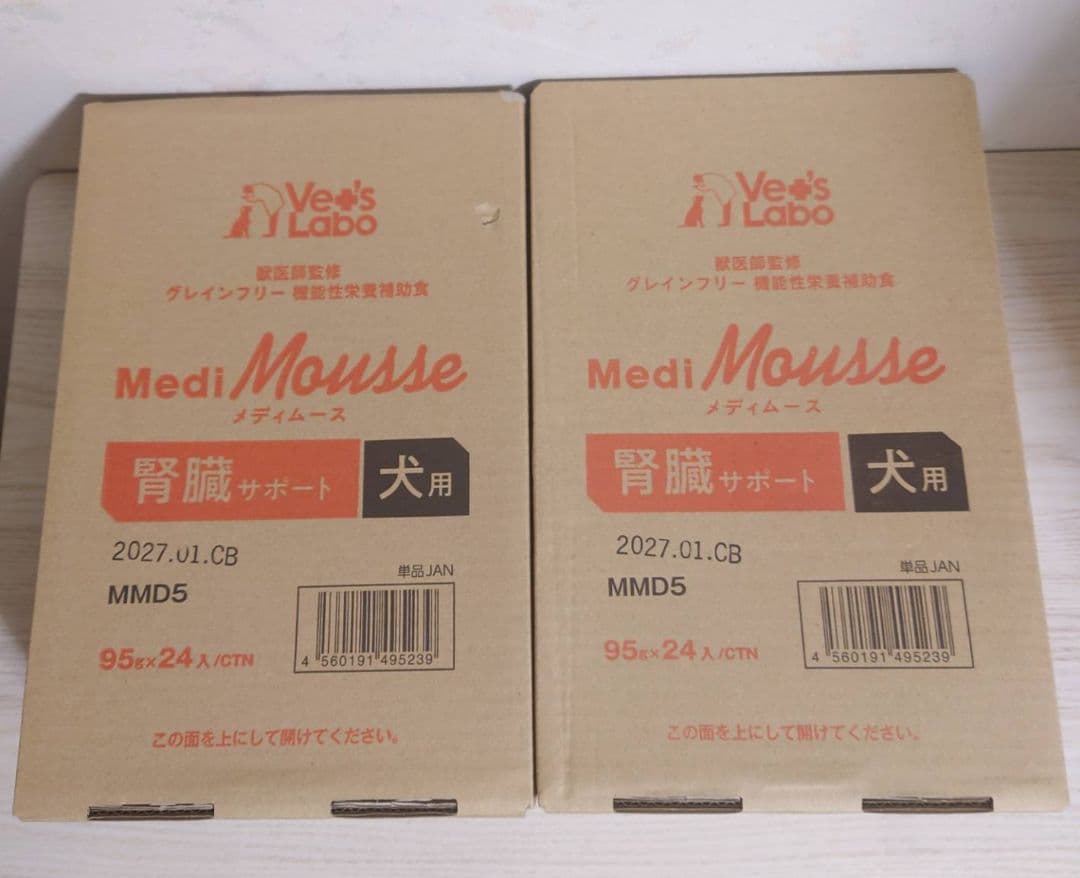 Vet's
Labo
獣医師監修
グレインフリー 機能性栄養補助食
Medi Mousse
メディムース
腎臓サポート 犬用
2027.01.CB
MMD5
単品JAN
4 560191 495239
95g×24入/CTN
この面を上にして開けてください。
Vet's
Labo
獣医師監修
グレインフリー 機能性栄養補助食
Medi Mousse
メディムース
腎臓サポート 犬用
2027.01.CB
MMD5
単品JAN
4 560191 495239
95g×24入/CTN
この面を上にして開けてください。